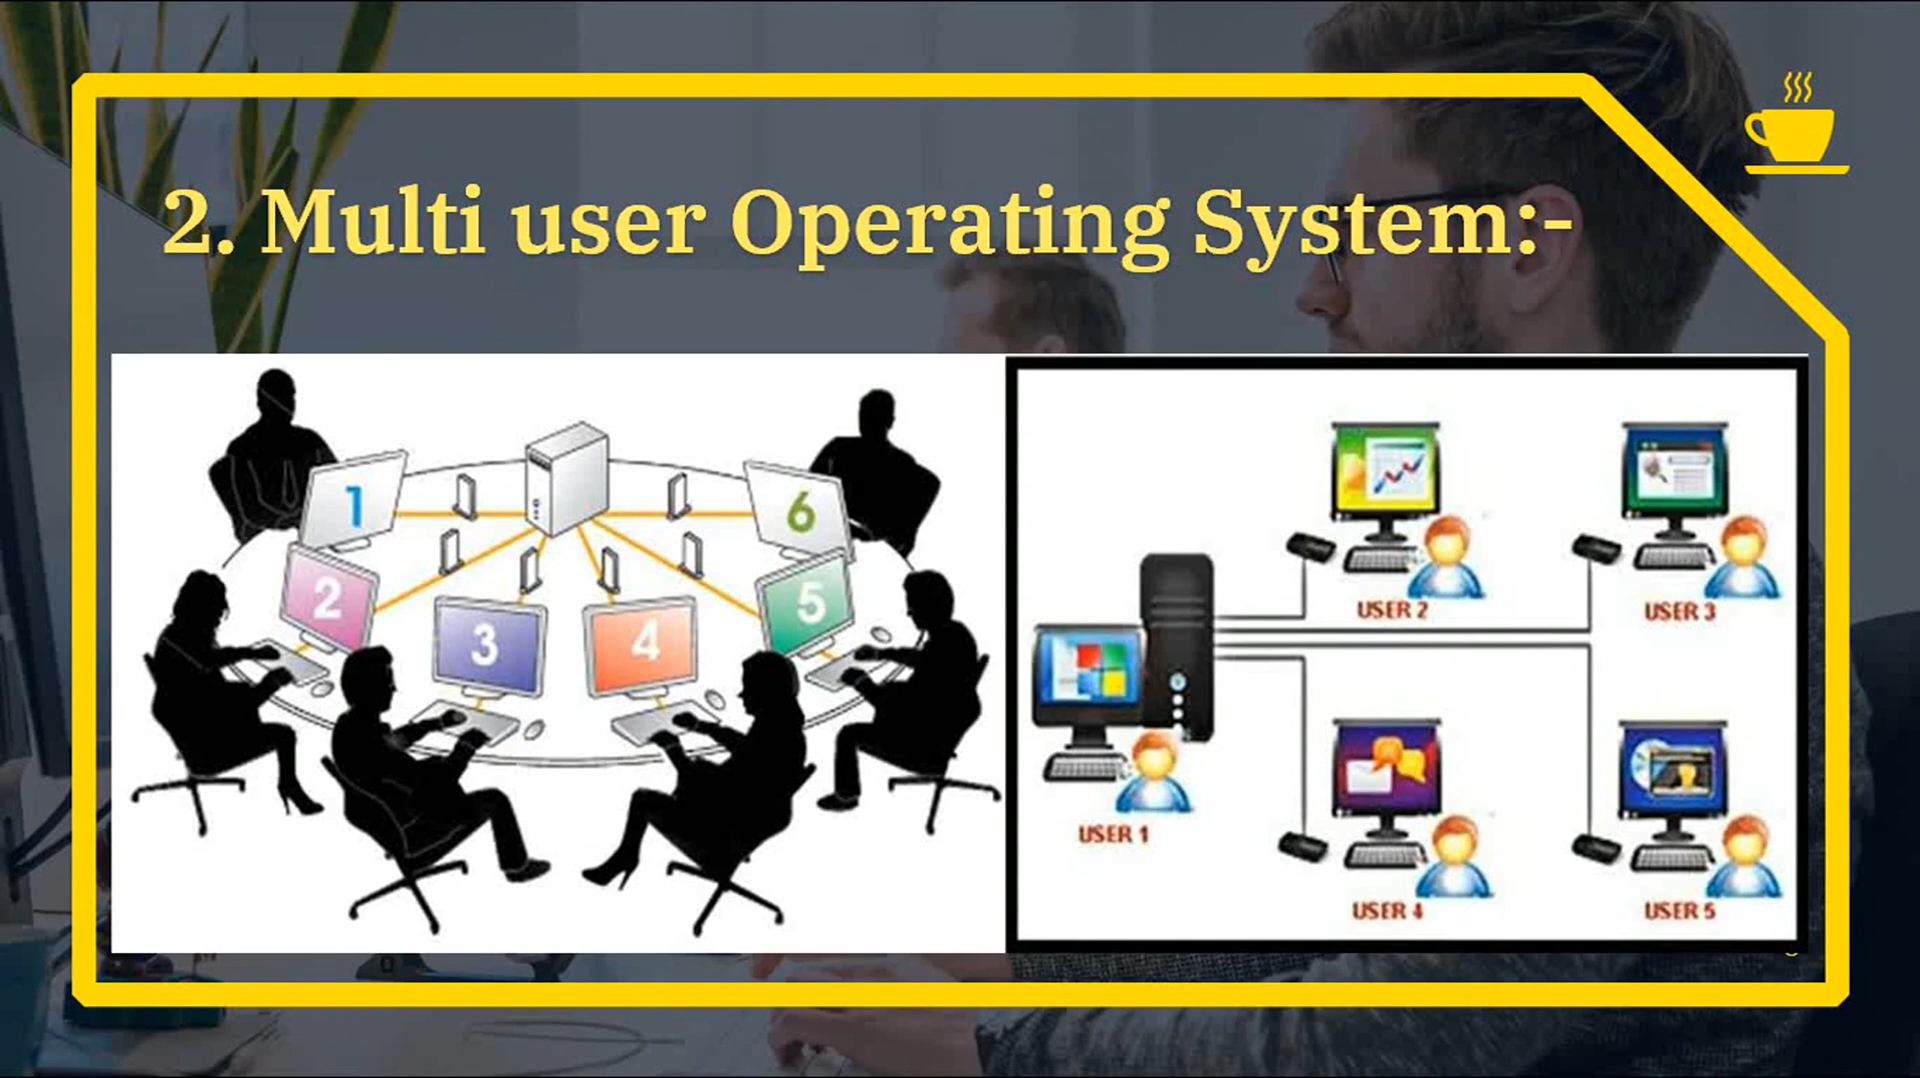 2. Multi user Operating System:-
1
6
2
3
4
5
USER 2
USER 3
USER 1
USER 4
USER 5